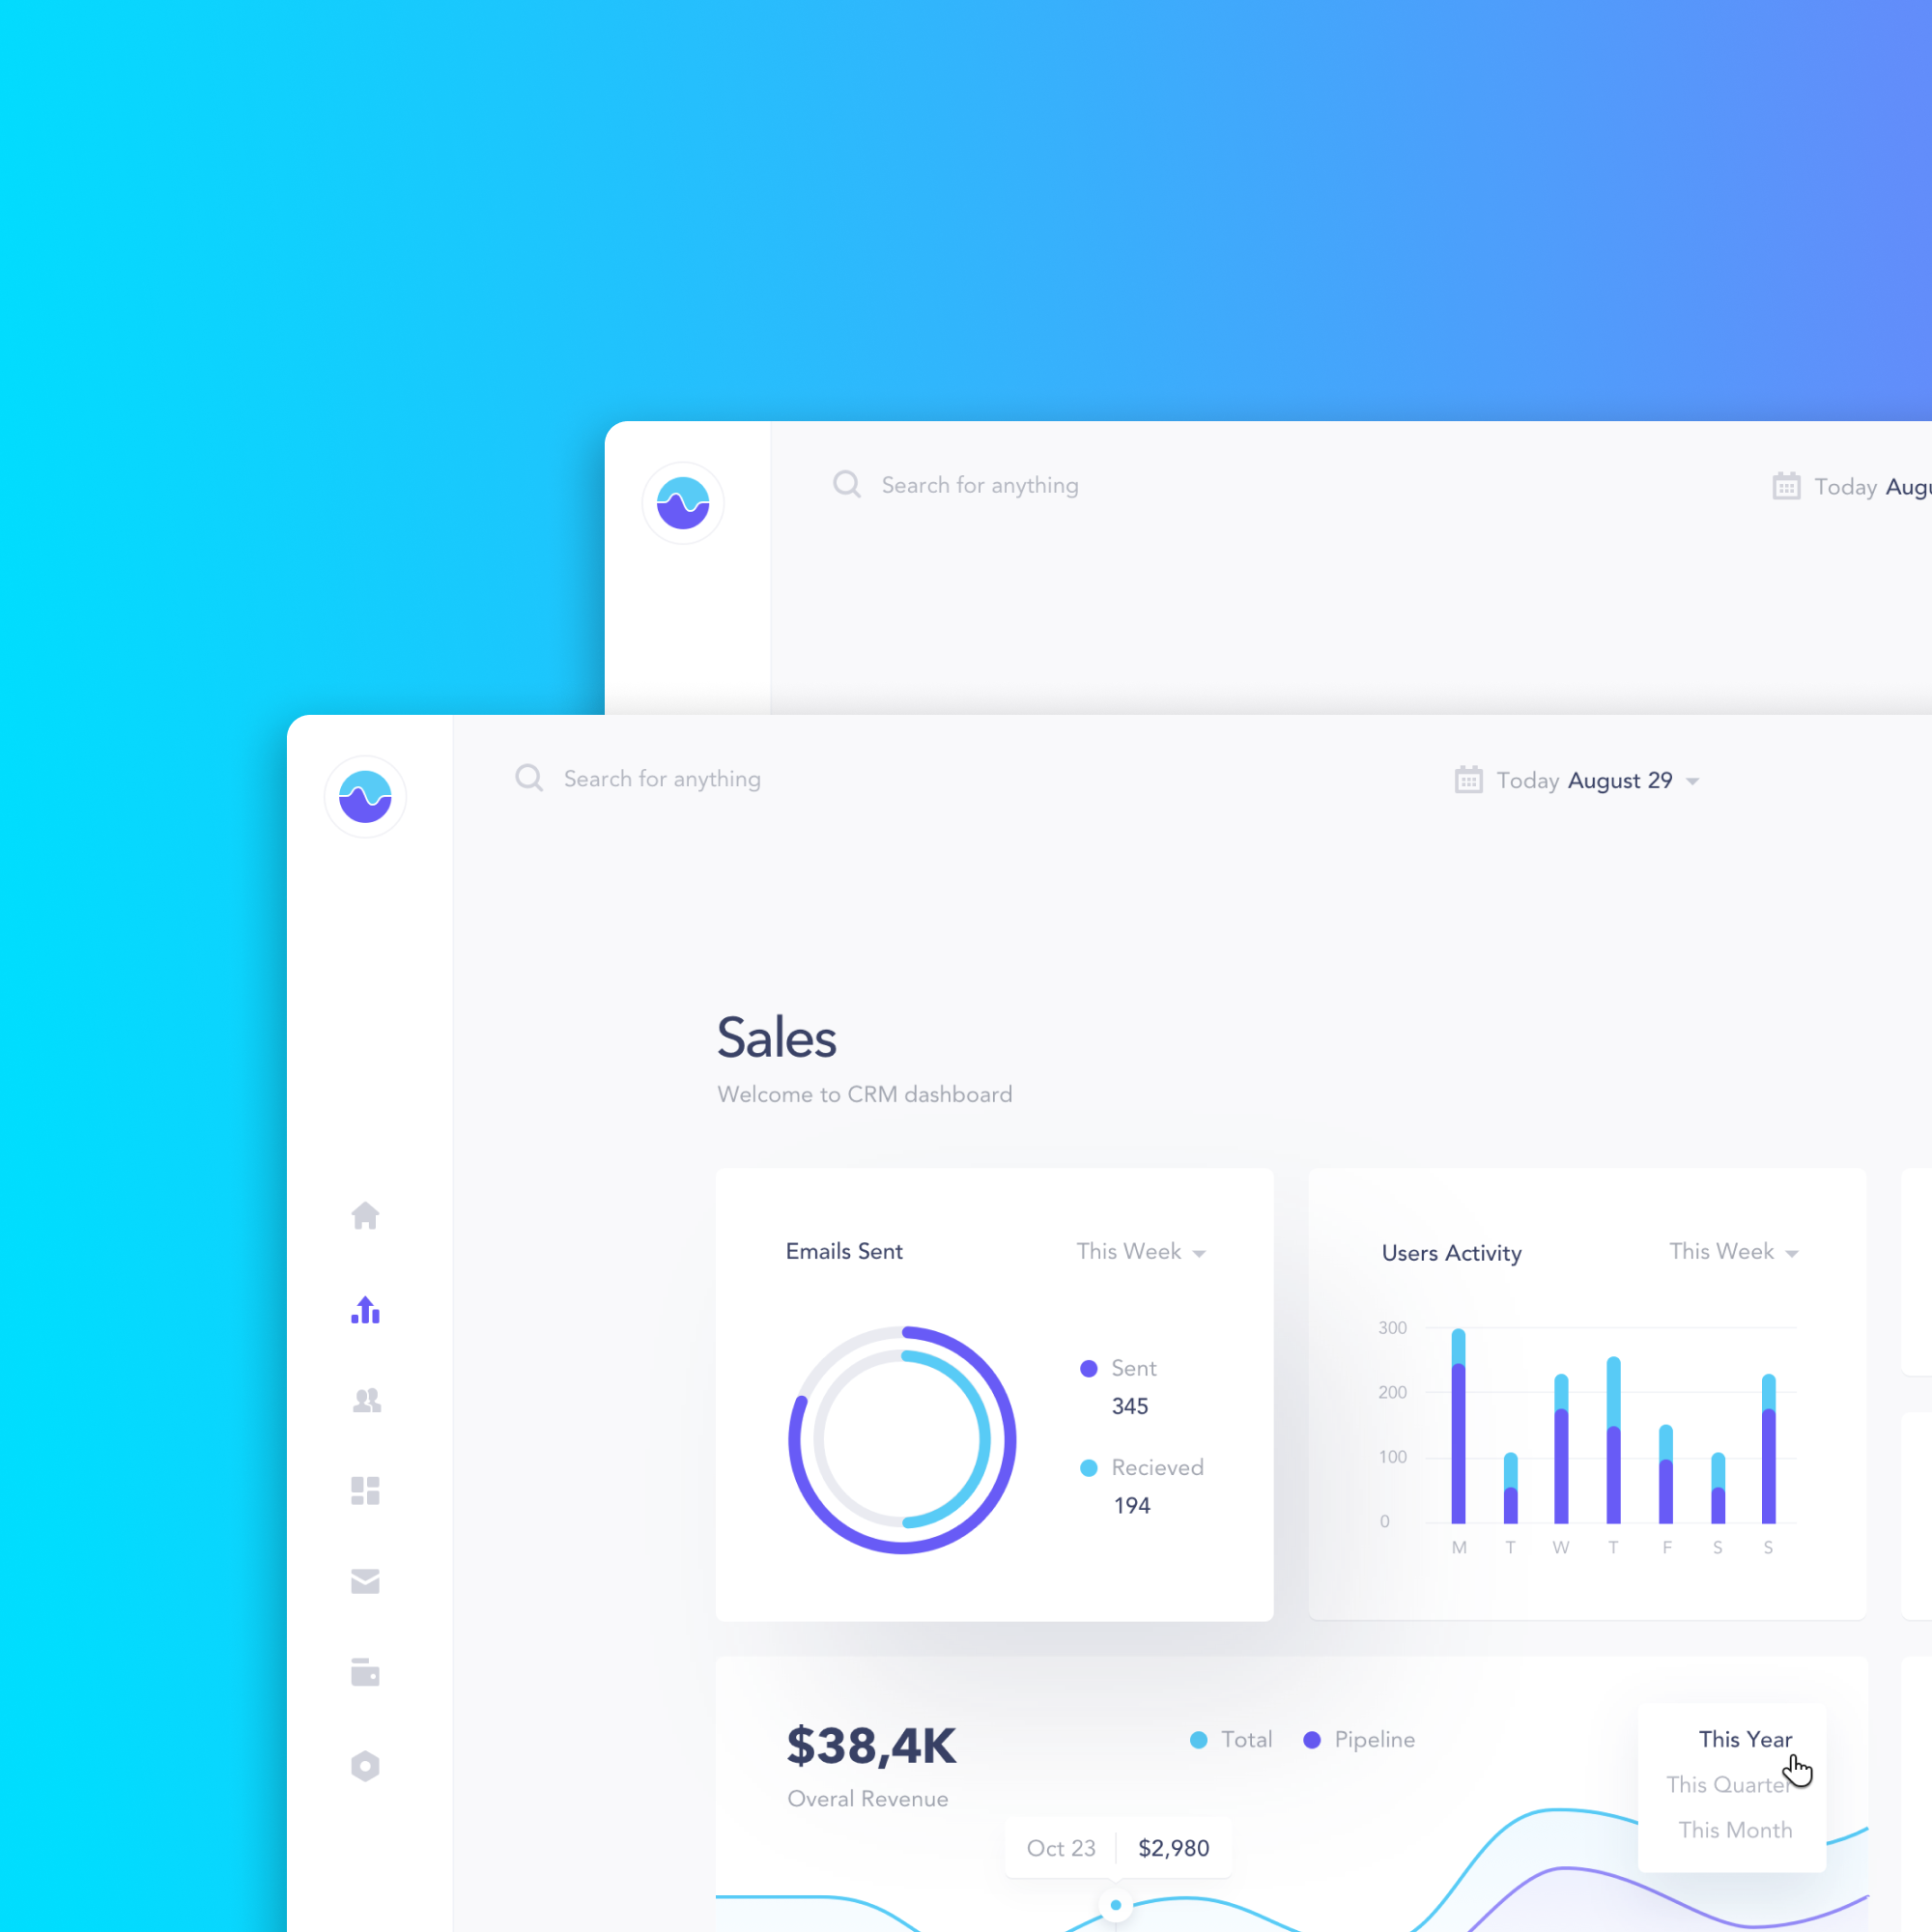 Search for anything
Today Augu
Search for anything
Today August 29
Sales
Welcome to CRM dashboard
Emails Sent
This Week
Sent
345
Recieved
194
Users Activity
This Week
300
200
100
0
M T W T F S S
$38,4K
Overal Revenue
Total
Pipeline
This Year
This Quarter
This Month
Oct 23
$2,980